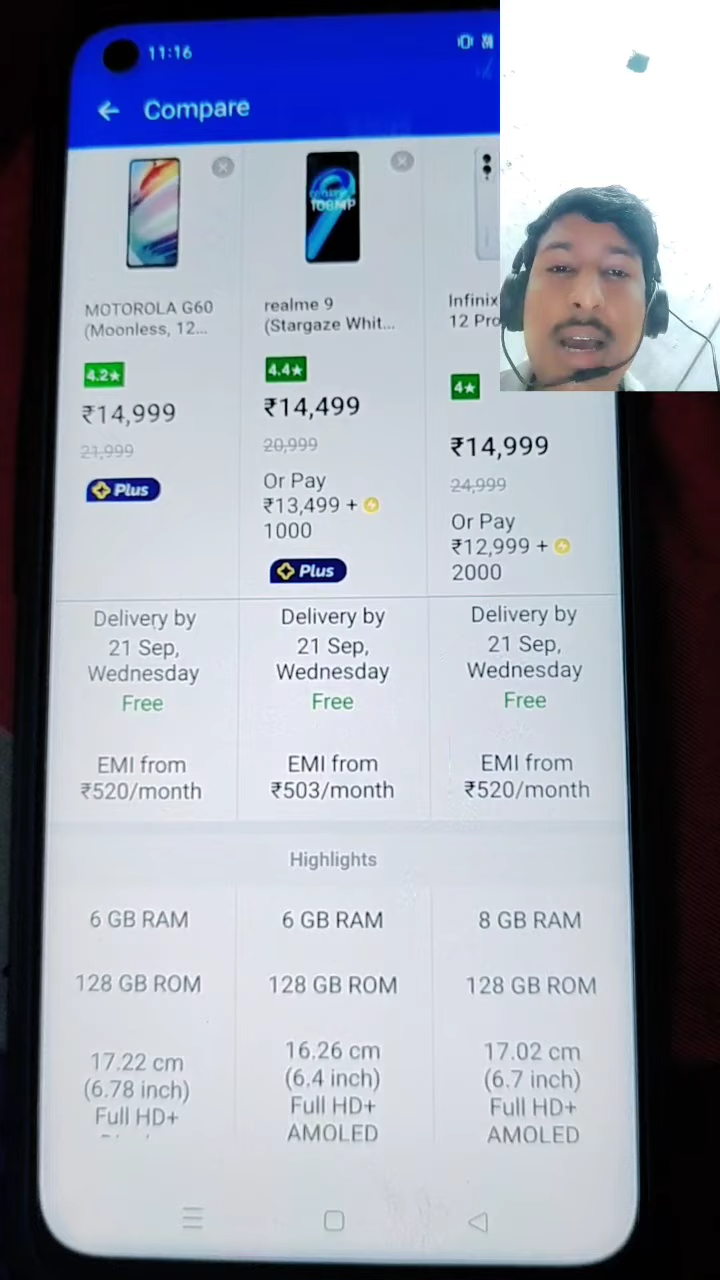 11:16
Compare
108MP
MOTOROLA G60
(Moonless, 12...
4.2★
₹14,999
21,999
Plus
realme 9
(Stargaze Whit...
4.4★
₹14,499
20,999
Or Pay
₹13,499 +
1000
Plus
Infinix
12 Pro
4★
₹14,999
24,999
Or Pay
₹12,999 +
2000
Delivery by
21 Sep,
Wednesday
Free
Delivery by
21 Sep,
Wednesday
Free
Delivery by
21 Sep,
Wednesday
Free
EMI from
₹520/month
EMI from
₹503/month
EMI from
₹520/month
Highlights
6 GB RAM
6 GB RAM
8 GB RAM
128 GB ROM
128 GB ROM
128 GB ROM
17.22 cm
(6.78 inch)
Full HD+
16.26 cm
(6.4 inch)
Full HD+
AMOLED
17.02 cm
(6.7 inch)
Full HD+
AMOLED